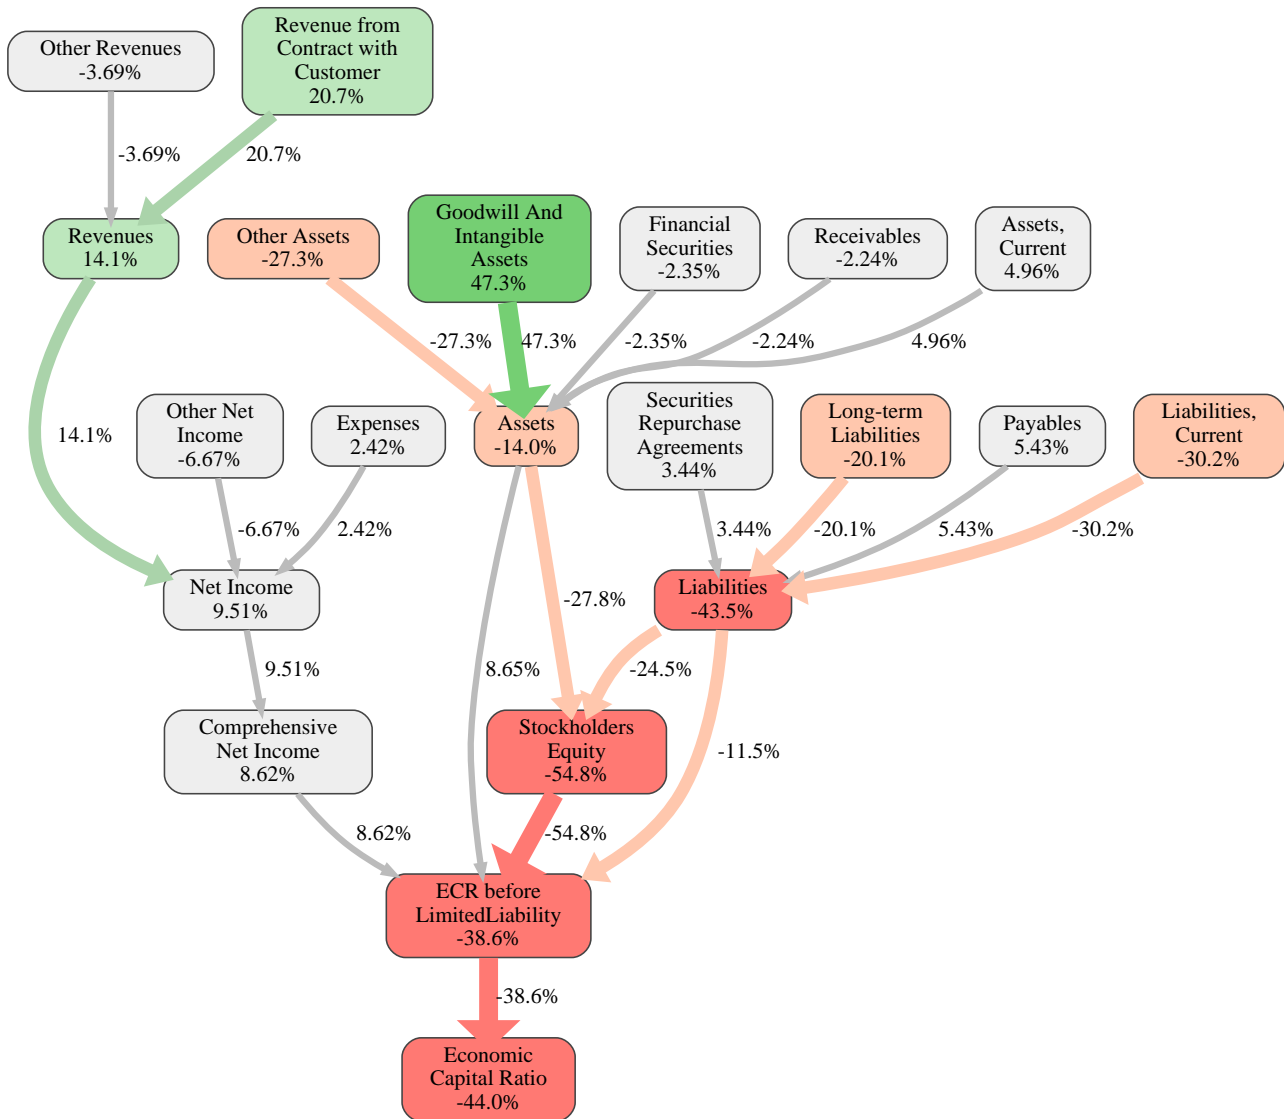 Other Revenues
-3.69%
Revenue from
Contract with
Customer
20.7%
-3.69%
20.7%
Revenues
14.1%
Other Assets
-27.3%
Goodwill And
Intangible
Assets
47.3%
Financial
Securities
-2.35%
Receivables
-2.24%
Assets,
Current
4.96%
-27.3%
47.3%
-2.35%
-2.24%
4.96%
14.1%
Other Net
Income
-6.67%
Expenses
2.42%
Assets
-14.0%
Securities
Repurchase
Agreements
3.44%
Long-term
Liabilities
-20.1%
Payables
5.43%
Liabilities,
Current
-30.2%
-6.67%
2.42%
3.44%
-20.1%
5.43%
-30.2%
Net Income
9.51%
-27.8%
Liabilities
-43.5%
9.51%
8.65%
-24.5%
Comprehensive
Net Income
8.62%
Stockholders
Equity
-54.8%
-11.5%
8.62%
-54.8%
ECR before
LimitedLiability
-38.6%
-38.6%
Economic
Capital Ratio
-44.0%